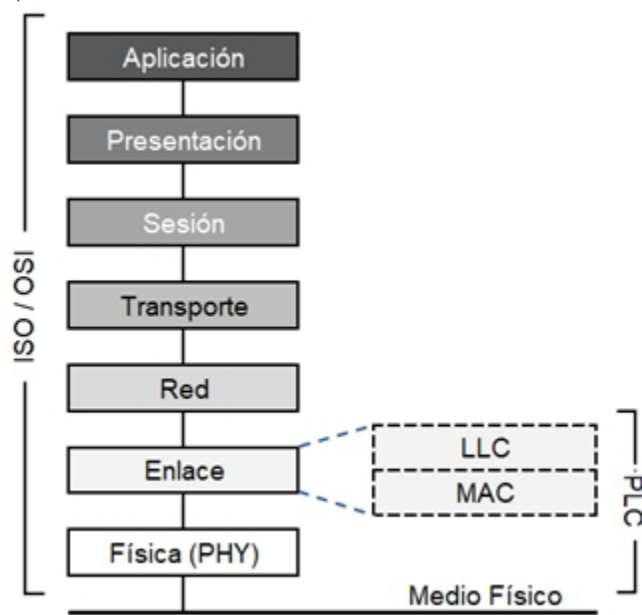 Aplicación
Presentación
Sesión
Transporte
Red
Enlace
Física (PHY)
ISO / OSI
LLC
MAC
PLC
Medio Físico